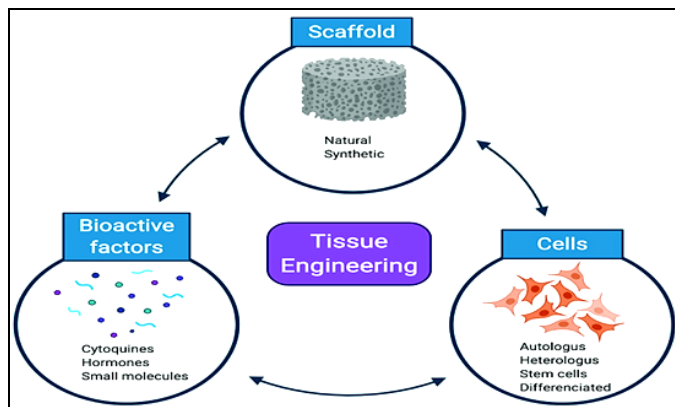 Scaffold
Natural
Synthetic
Bioactive
factors
Cytoquines
Hormones
Small molecules
Tissue
Engineering
Cells
Autologus
Heterologus
Stem cells
Differenciated